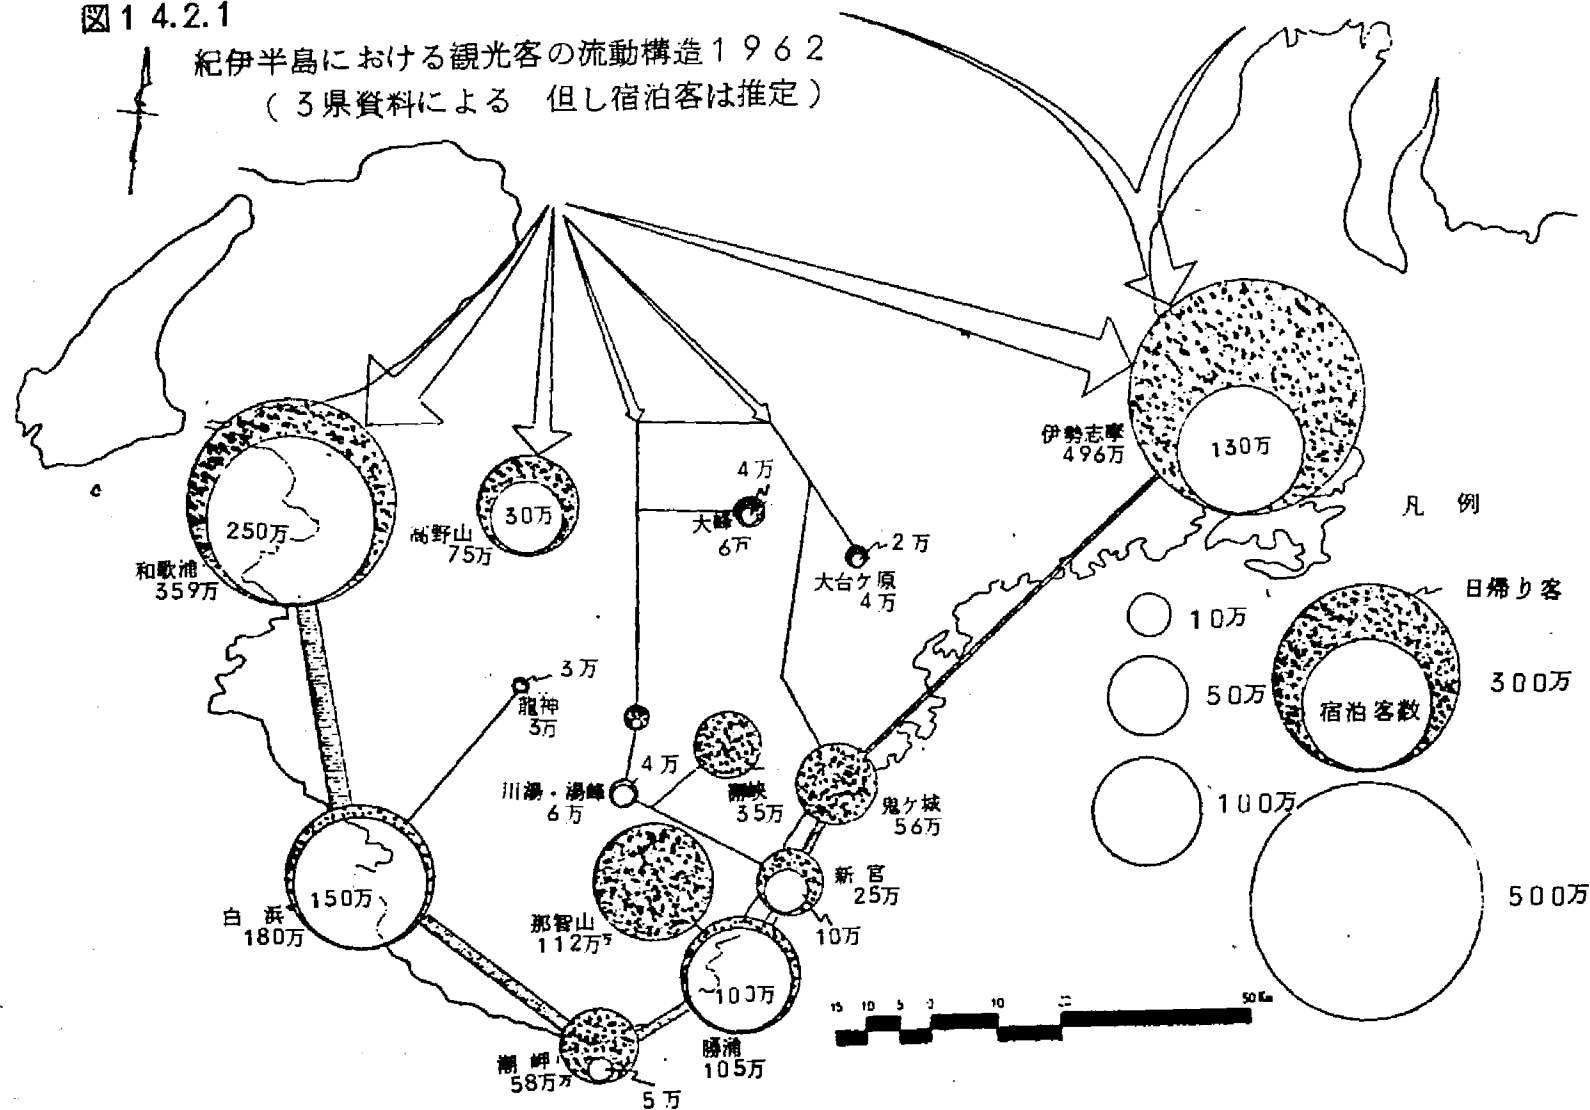 図14.2.1
紀伊半島における観光客の流動構造1962
(3県資料による 但し宿泊客は推定)
伊勢志摩
496万
130万
4万
大峰
6万
2万
大台ケ原
4万
30万
高野山
75万
250万
和歌浦
359万
凡例
日帰り客
10万
50万
宿泊客数
300万
100万
500万
3万
龍神
3万
4万
川湯・湯峰
6万
瀞峡
35万
鬼ケ城
56万
新宮
25万
10万
那智山
112万
150万
白浜
180万
100万
勝浦
105万
潮岬
58万
5万
15 10 5 0 10 20 50Km